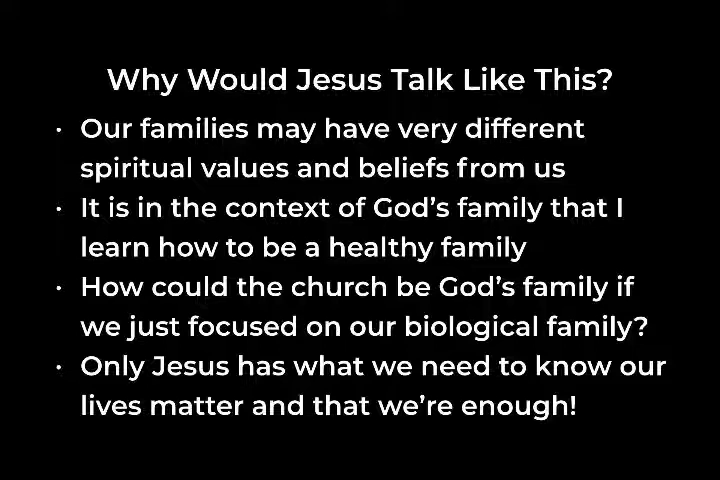 Why Would Jesus Talk Like This?
· Our families may have very different
spiritual values and beliefs from us
· It is in the context of God’s family that I
learn how to be a healthy family
· How could the church be God’s family if
we just focused on our biological family?
· Only Jesus has what we need to know our
lives matter and that we’re enough!